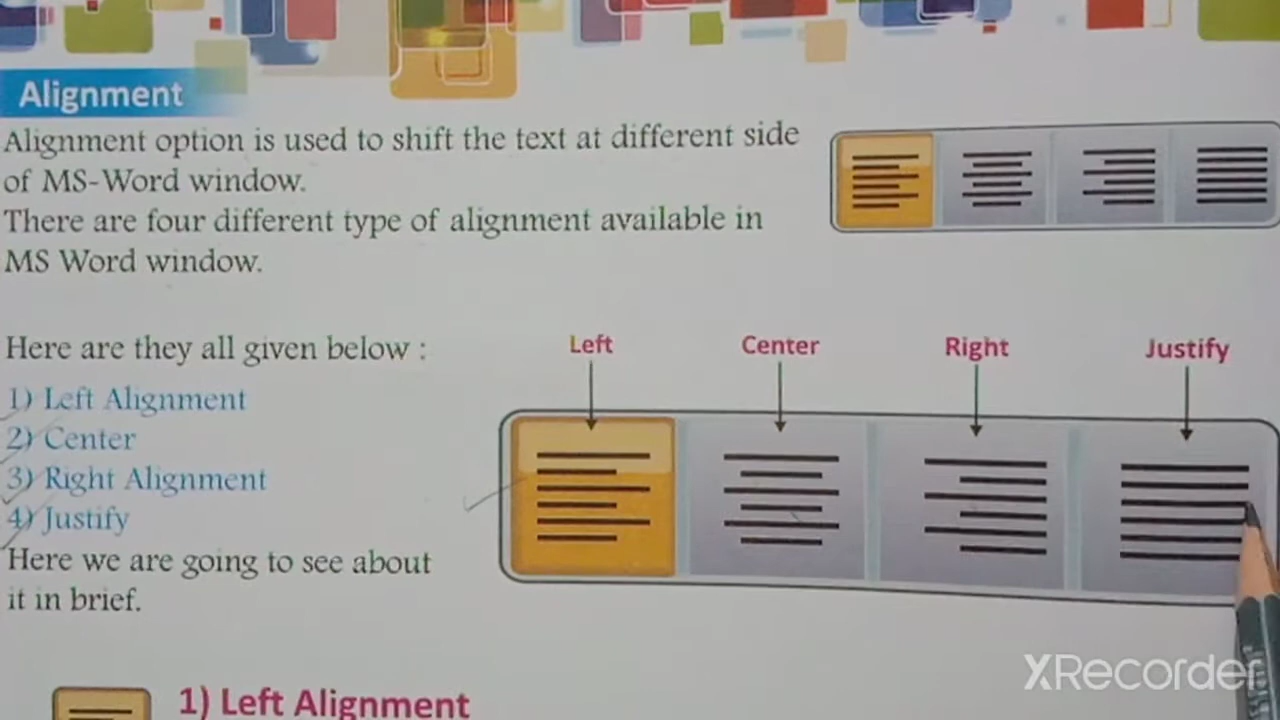 Alignment
Alignment option is used to shift the text at different side
of MS-Word window.
There are four different type of alignment available in
MS Word window.
Here are they all given below :
1) Left Alignment
2) Center
3) Right Alignment
4) Justify
Here we are going to see about
it in brief.
Left Center Right Justify
1) Left Alignment
XRecorder